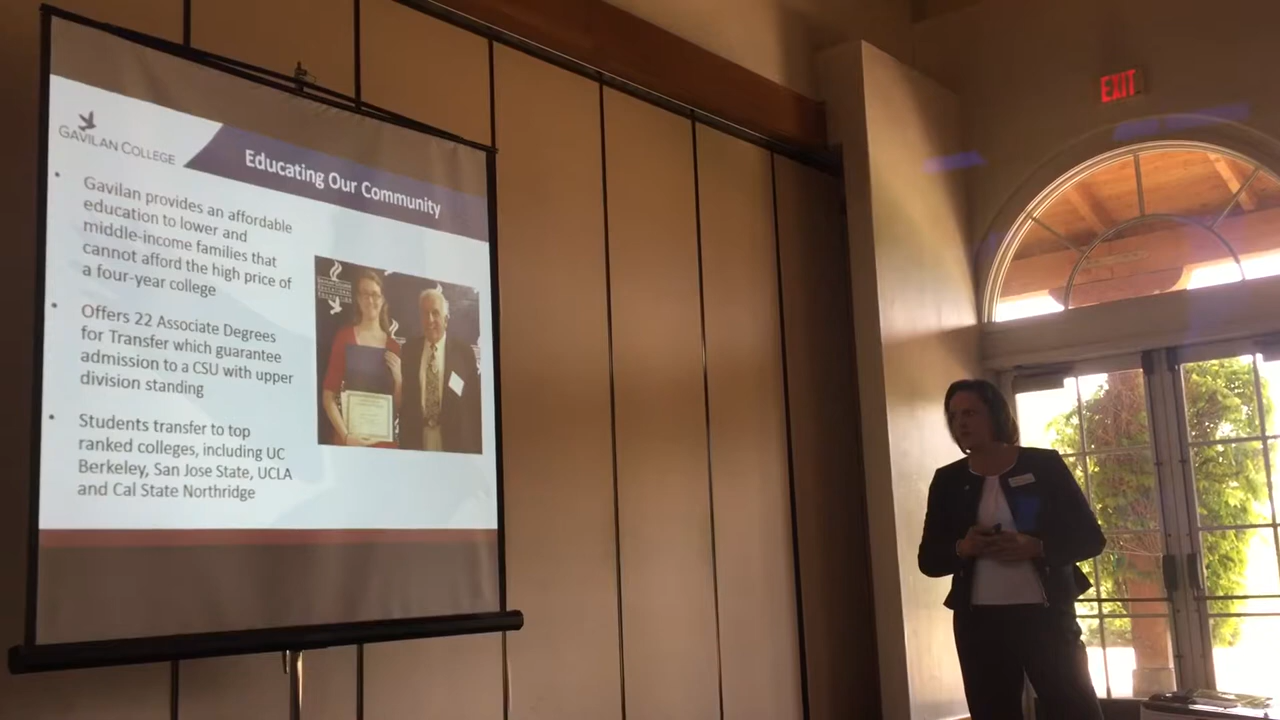 GAVILAN COLLEGE
Educating Our Community
• Gavilan provides an affordable
education to lower and
middle-income families that
cannot afford the high price of
a four-year college
• Offers 22 Associate Degrees
for Transfer which guarantee
admission to a CSU with upper
division standing
• Students transfer to top
ranked colleges, including UC
Berkeley, San Jose State, UCLA
and Cal State Northridge
EXIT